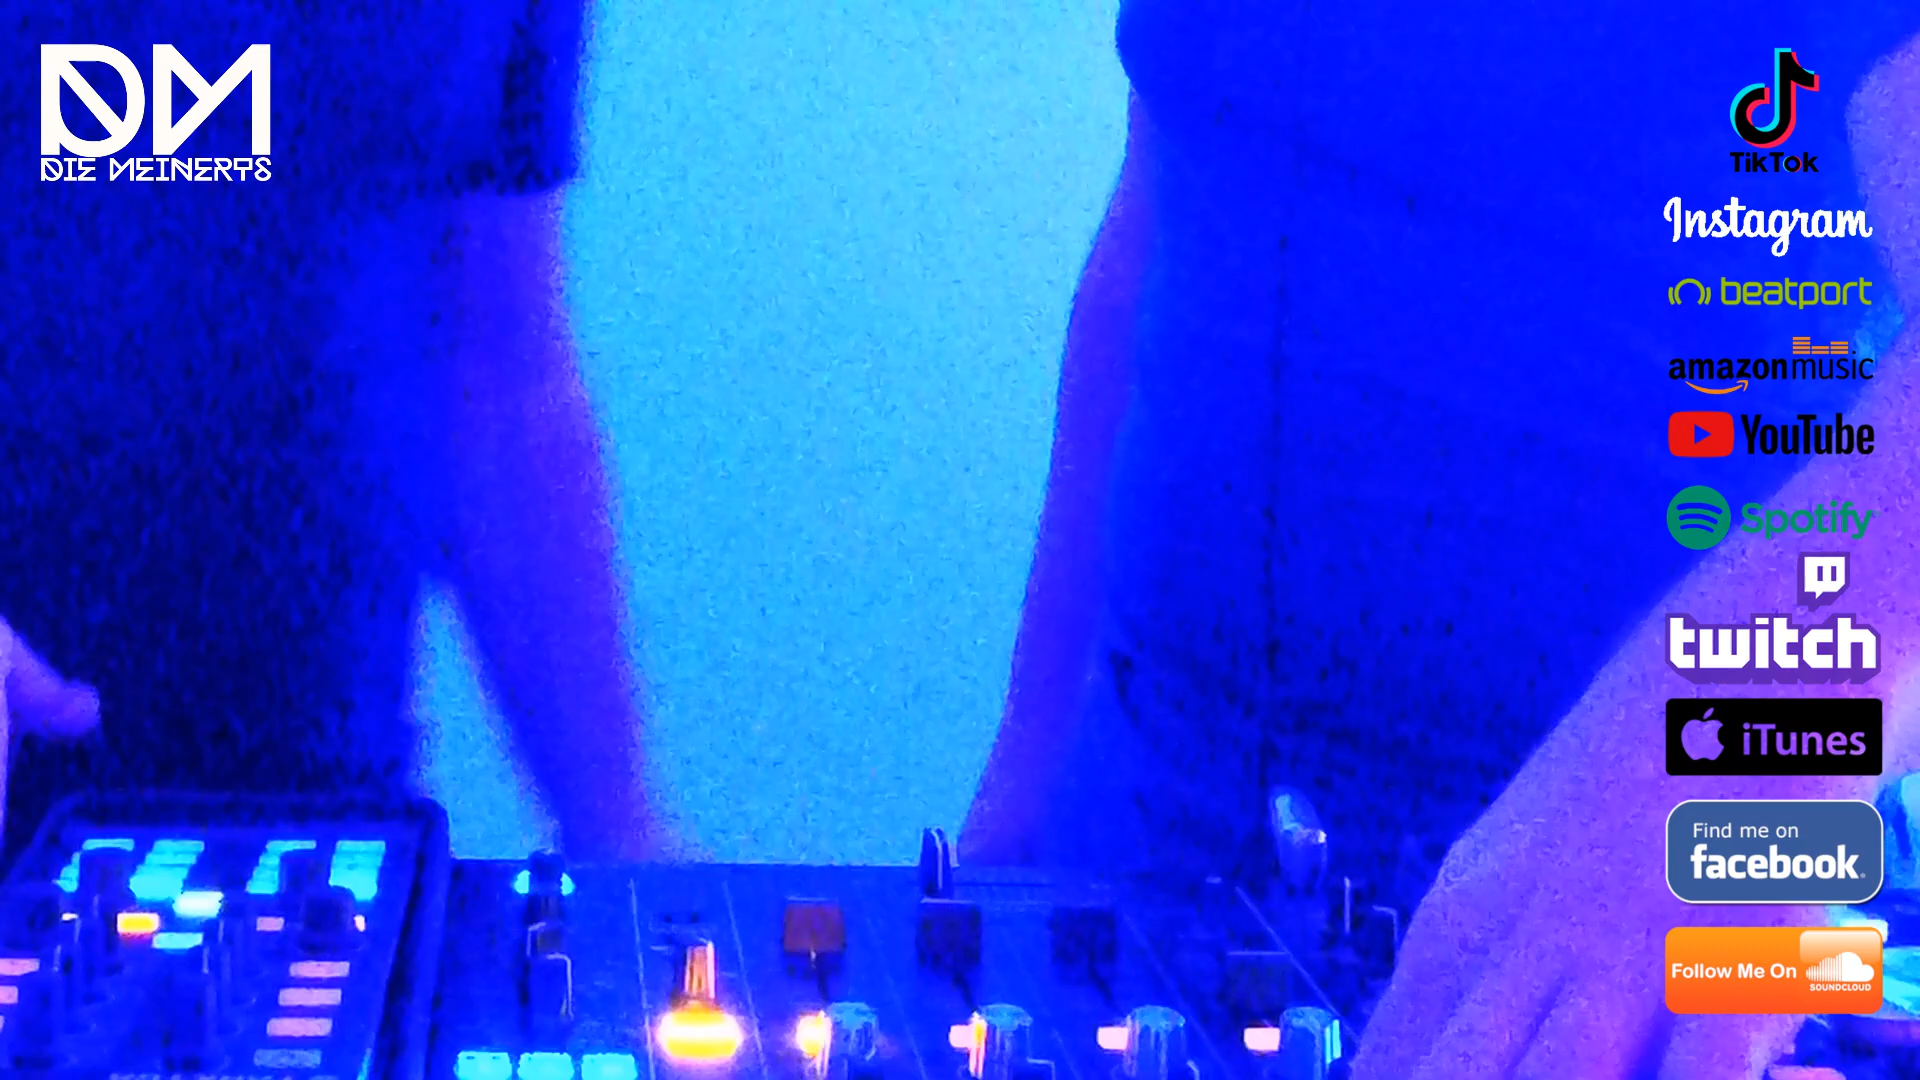 DM
DIE MEINERTS
TikTok
Instagram
beatport
amazon music
YouTube
Spotify
twitch
iTunes
Find me on
facebook
Follow Me On
SOUNDCLOUD